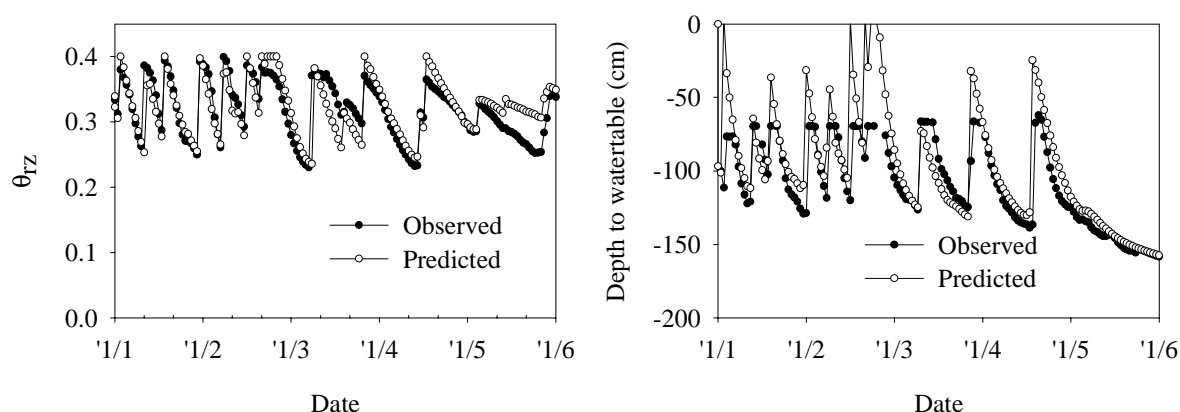 0.4
0.3
0.2
0.1
0.0
θrz
Observed
Predicted
'1/1 '1/2 '1/3 '1/4 '1/5 '1/6
Date
0
-50
-100
-150
-200
Depth to watertable (cm)
Observed
Predicted
'1/1 '1/2 '1/3 '1/4 '1/5 '1/6
Date